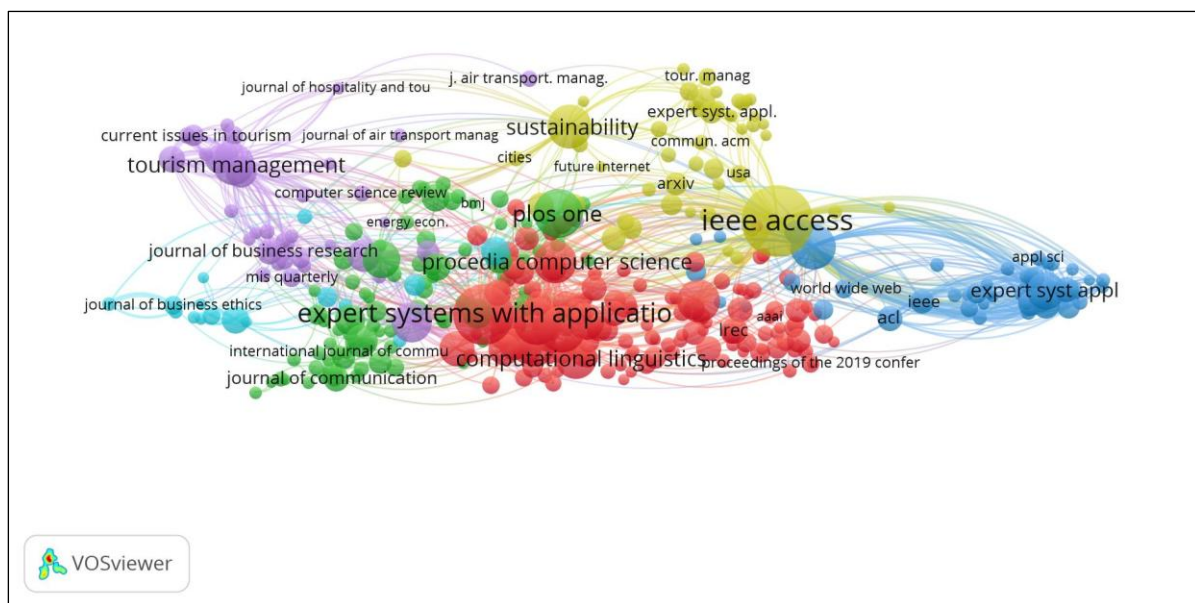 tour. manag
j. air transport. manag.
journal of hospitality and tou
expert syst. appl.
sustainability
current issues in tourism
journal of air transport manag
commun. acm
cities
future internet
tourism management
usa
arxiv
computer science review
bmj
plos one
energy econ.
ieee access
journal of business research
appl sci
procedia computer science
mis quarterly
world wide web
expert syst appl
ieee
journal of business ethics
expert systems with applicatio
aaai
acl
lrec
international journal of commu
computational linguistics
proceedings of the 2019 confer
journal of communication
VOSviewer